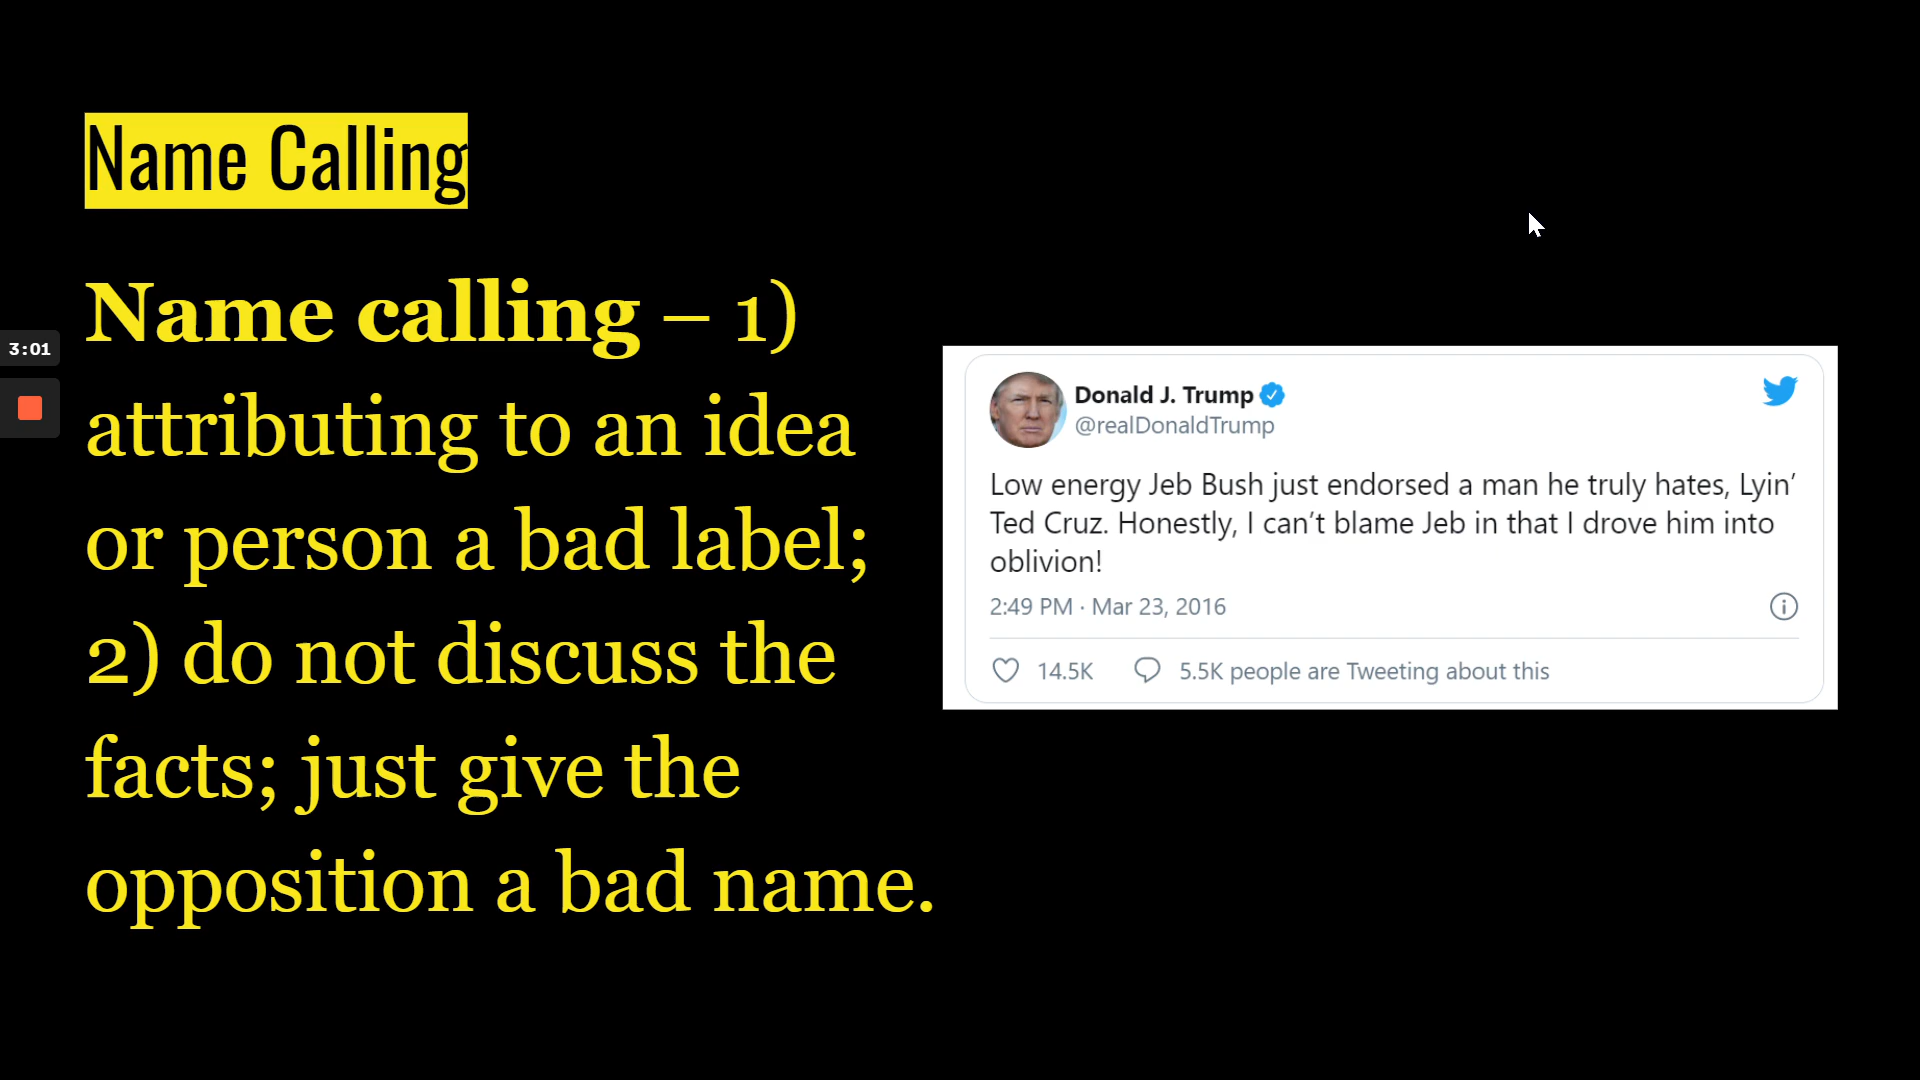 Name Calling
Name calling – 1)
attributing to an idea
or person a bad label;
2) do not discuss the
facts; just give the
opposition a bad name.
3:01
Donald J. Trump
@realDonaldTrump
Low energy Jeb Bush just endorsed a man he truly hates, Lyin’
Ted Cruz. Honestly, I can’t blame Jeb in that I drove him into
oblivion!
2:49 PM · Mar 23, 2016
14.5K 5.5K people are Tweeting about this